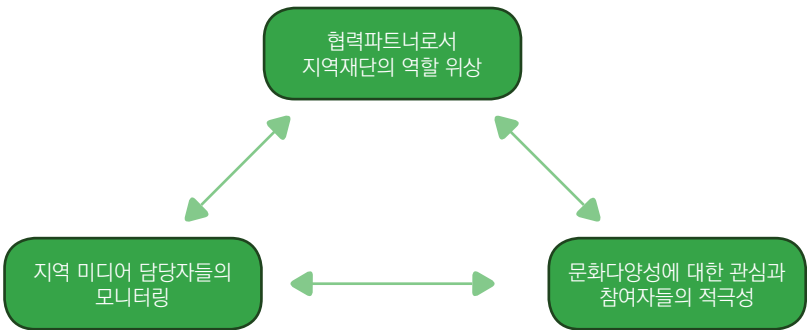 협력파트너로서
지역재단의 역할 위상
지역 미디어 담당자들의
모니터링
문화다양성에 대한 관심과
참여자들의 적극성